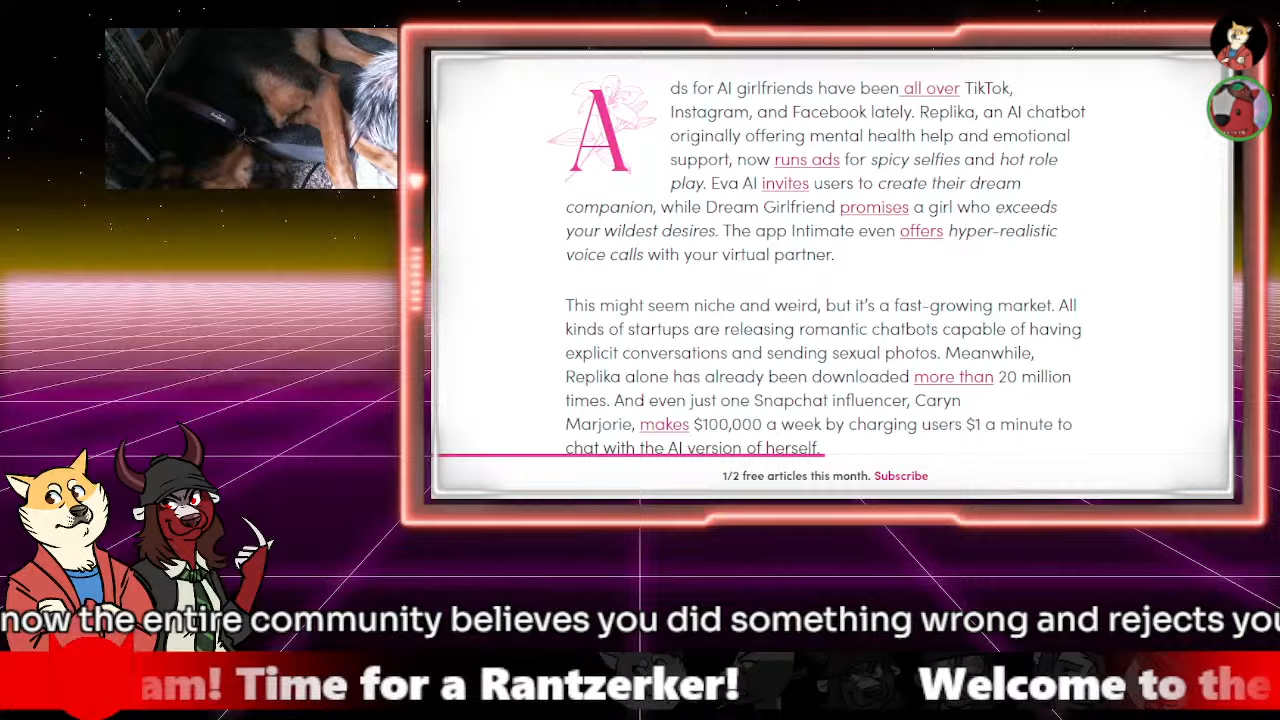 Ads for AI girlfriends have been all over TikTok,
Instagram, and Facebook lately. Replika, an AI chatbot
originally offering mental health help and emotional
support, now runs ads for spicy selfies and hot role
play. Eva AI invites users to create their dream
companion, while Dream Girlfriend promises a girl who exceeds
your wildest desires. The app Intimate even offers hyper-realistic
voice calls with your virtual partner.
This might seem niche and weird, but it’s a fast-growing market. All
kinds of startups are releasing romantic chatbots capable of having
explicit conversations and sending sexual photos. Meanwhile,
Replika alone has already been downloaded more than 20 million
times. And even just one Snapchat influencer, Caryn
Marjorie, makes $100,000 a week by charging users $1 a minute to
chat with the AI version of herself.
1/2 free articles this month. Subscribe
now the entire community believes you did something wrong and rejects you
am! Time for a Rantzerker! Welcome to the